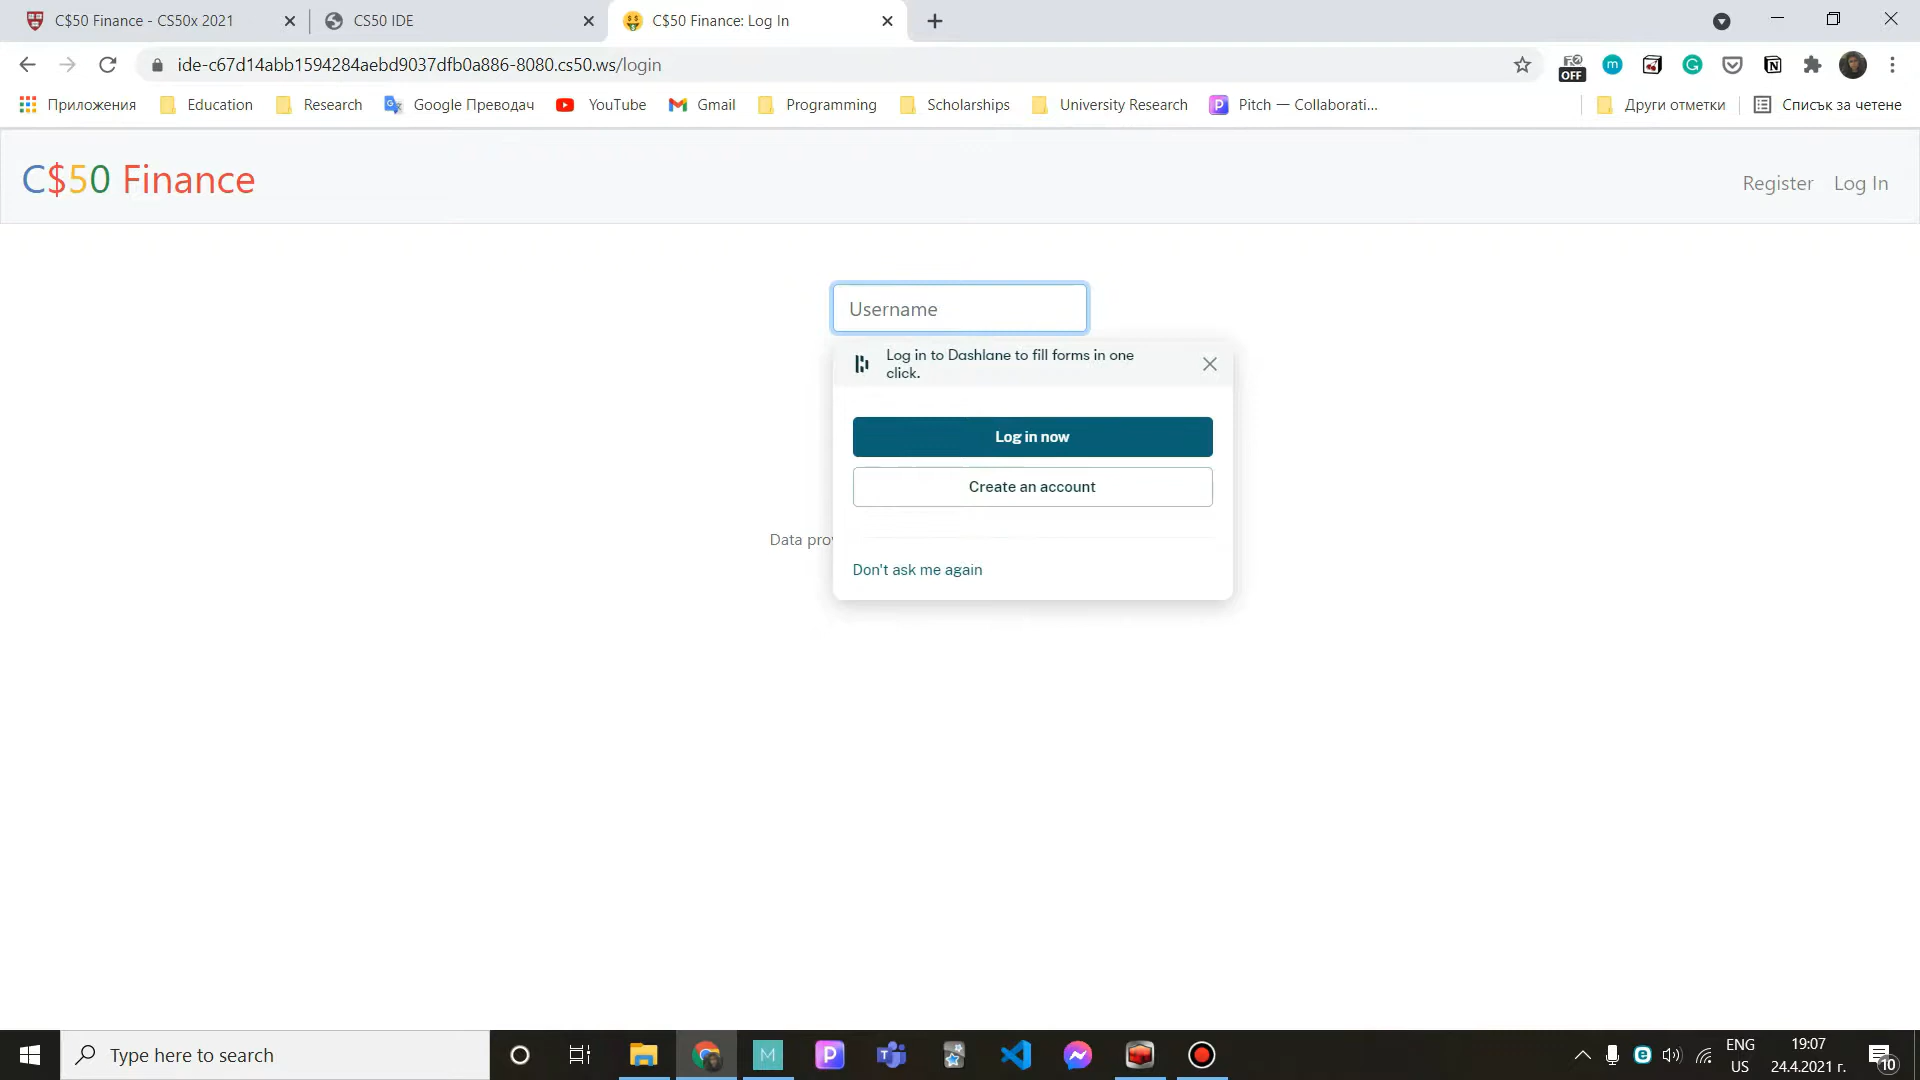 C$50 Finance - CS50x 2021
CS50 IDE
C$50 Finance: Log In
ide-c67d14abb1594284aebd9037dfb0a886-8080.cs50.ws/login
OFF
Приложения
Education
Research
Google Преводач
YouTube
Gmail
Programming
Scholarships
University Research
Pitch — Collaborati...
Други отметки
Списък за четене
C$50 Finance
Register
Log In
Username
Log in to Dashlane to fill forms in one
click.
Log in now
Create an account
Data prov
Don't ask me again
Type here to search
ENG
US
19:07
24.4.2021 г.
10